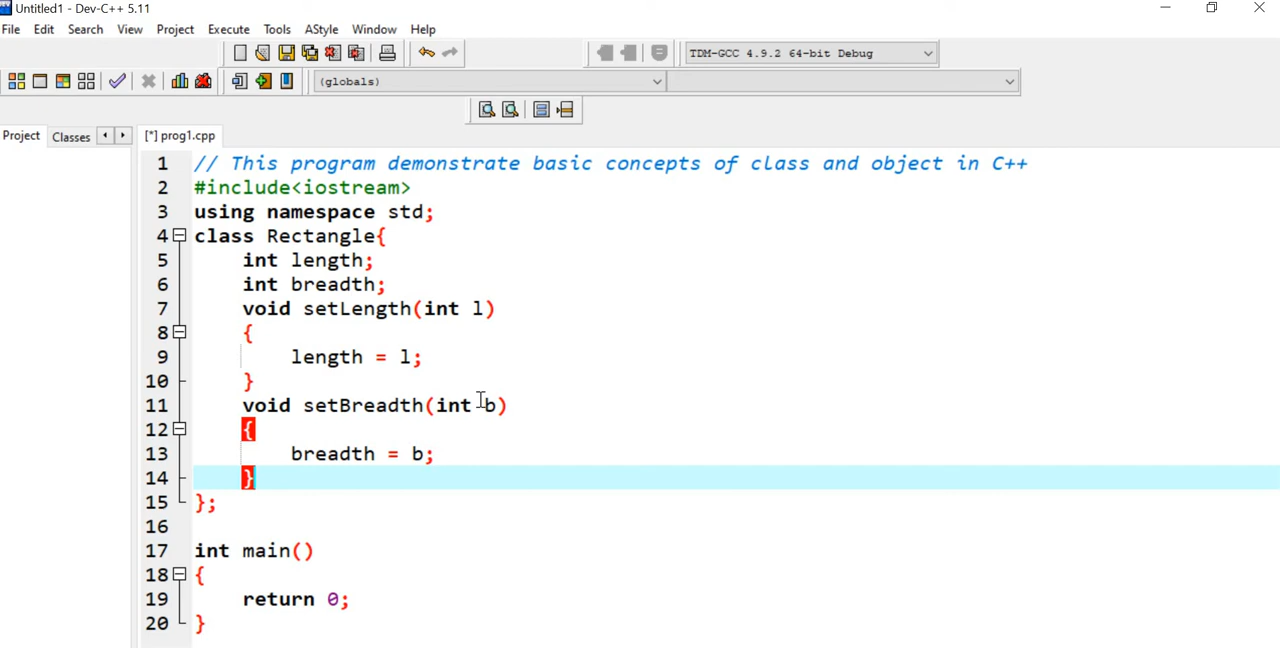 Untitled1 - Dev-C++ 5.11
File Edit Search View Project Execute Tools AStyle Window Help
TDM-GCC 4.9.2 64-bit Debug
(globals)
Project Classes [*] prog1.cpp
1 // This program demonstrate basic concepts of class and object in C++
2 #include<iostream>
3 using namespace std;
4 class Rectangle{
5 int length;
6 int breadth;
7 void setLength(int l)
8 {
9 length = l;
10 }
11 void setBreadth(int b)
12 {
13 breadth = b;
14 }
15 };
16
17 int main()
18 {
19 return 0;
20 }